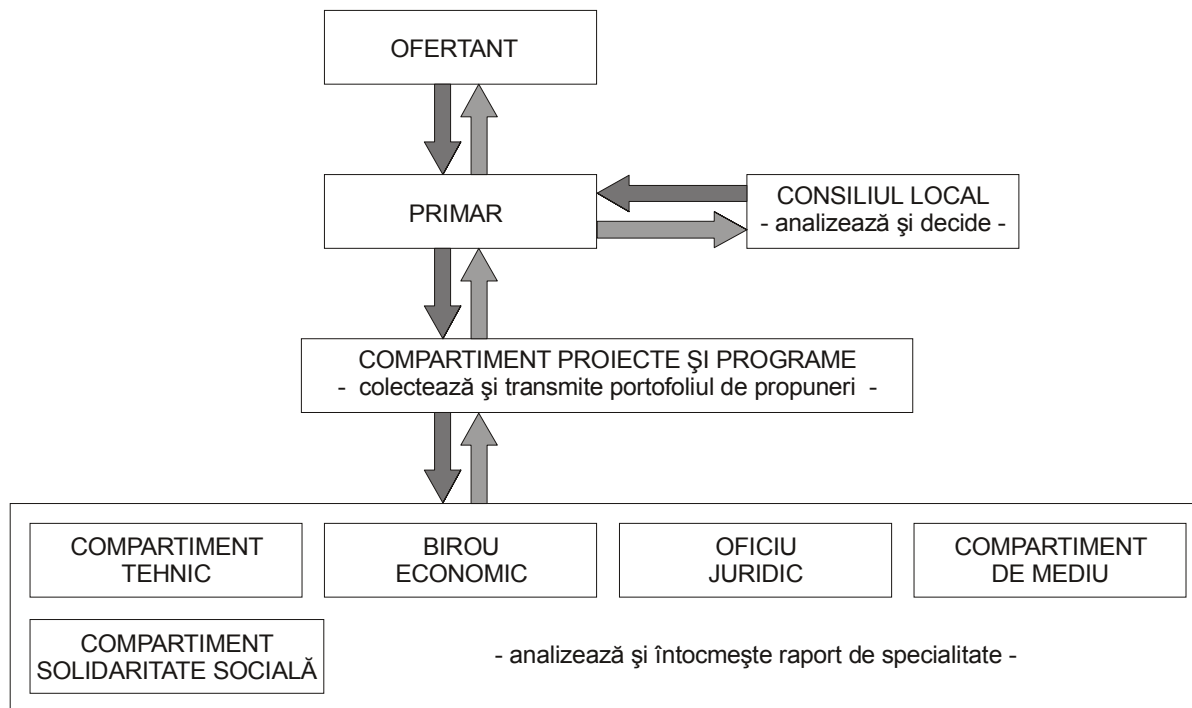 OFERTANT
PRIMAR
CONSILIUL LOCAL
- analizează şi decide -
COMPARTIMENT PROIECTE ŞI PROGRAME
- colectează şi transmite portofoliul de propuneri -
COMPARTIMENT
TEHNIC
BIROU
ECONOMIC
OFICIU
JURIDIC
COMPARTIMENT
DE MEDIU
COMPARTIMENT
SOLIDARITATE SOCIALĂ
- analizează şi întocmeşte raport de specialitate -